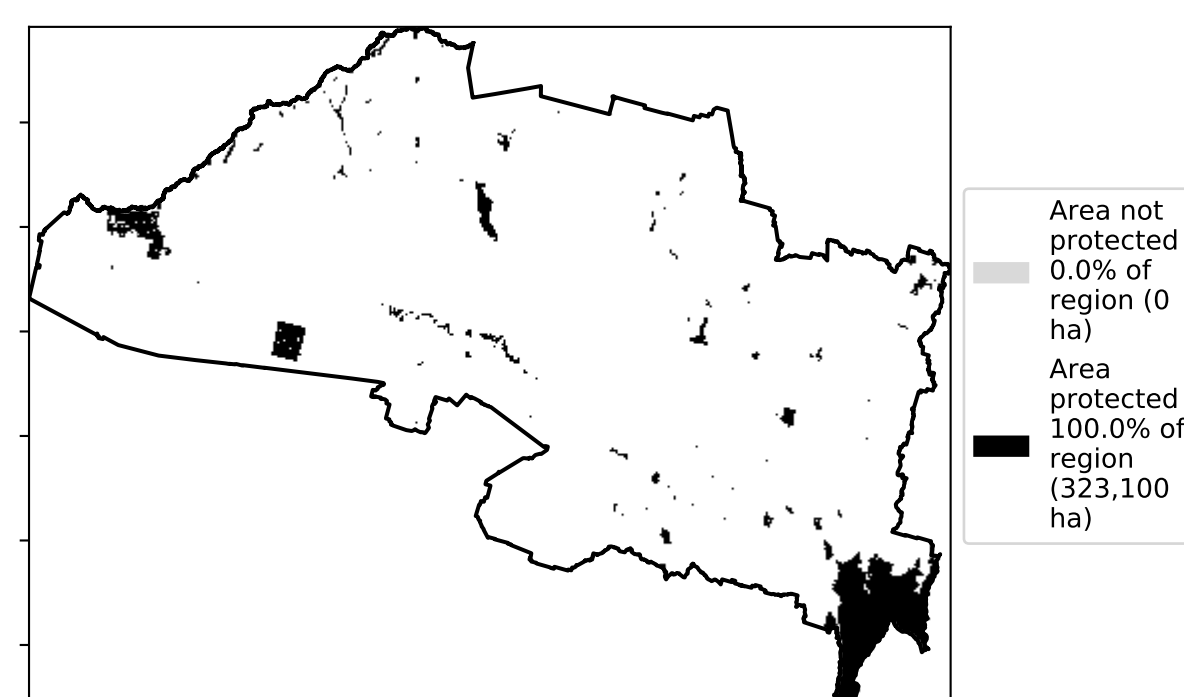 Area not
protected
0.0% of
region (0
ha)
Area
protected
100.0% of
region
(323,100
ha)